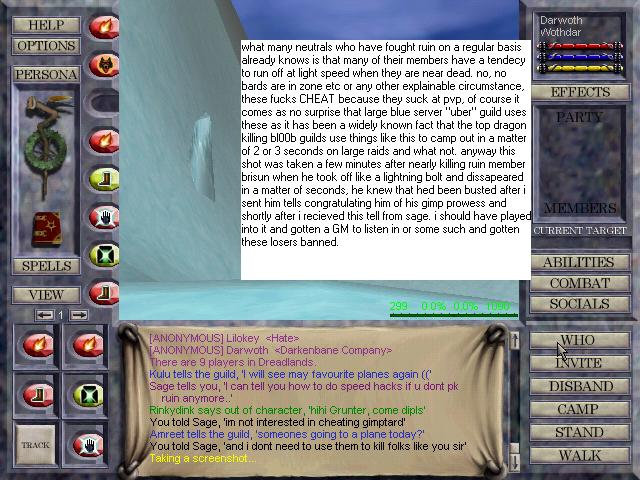 HELP
OPTIONS
PERSONA
SPELLS
VIEW
1
TRACK
what many neutrals who have fought ruin on a regular basis
already knows is that many of their members have a tendecy
to run off at light speed when they are near dead. no, no
bards are in zone etc or any other explainable circumstance,
these fucks CHEAT because they suck at pvp, of course it
comes as no surprise that large blue server "uber" guild uses
these as it has been a widely known fact that the top dragon
killing bl00b guilds use things like this to camp out in a matter
of 2 or 3 seconds on large raids and what not. anyway this
shot was taken a few minutes after nearly killing ruin member
brisun when he took off like a lightning bolt and dissapeared
in a matter of seconds, he knew that hed been busted after i
sent him tells congratulating him of his gimp prowess and
shortly after i recieved this tell from sage. i should have played
into it and gotten a GM to listen in or some such and gotten
these losers banned.
299 0.0% 0.0% 1090
[ANONYMOUS] Lilokey <Hate>
[ANONYMOUS] Darwoth <Darkenbane Company>
There are 9 players in Dreadlands.
Kulu tells the guild, 'I will see may favourite planes again (('
Sage tells you, 'I can tell you how to do speed hacks if u dont pk
ruin anymore..'
Rinkydink says out of character, 'hihi Grunter, come dipls'
You told Sage, 'im not interested in cheating gimptard'
Amreet tells the guild, 'someones going to a plane today?'
You told Sage, 'and i dont need to use them to kill folks like you sir'
Taking a screenshot...
Darwoth
Wothdar
EFFECTS
PARTY
MEMBERS
CURRENT TARGET
ABILITIES
COMBAT
SOCIALS
WHO
INVITE
DISBAND
CAMP
STAND
WALK